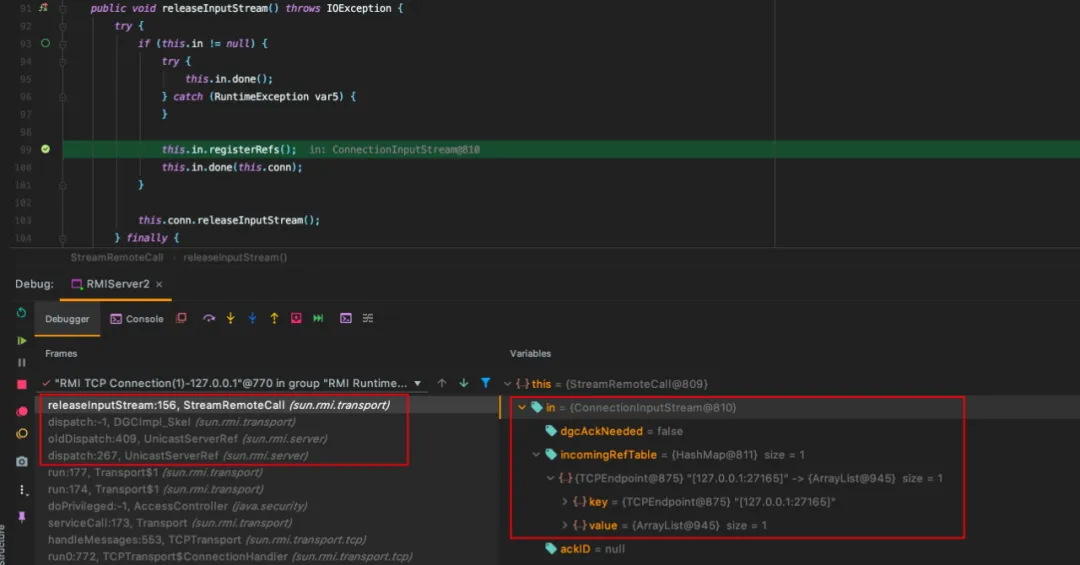 91 public void releaseInputStream() throws IOException {
92 try {
93 if (this.in != null) {
94 try {
95 this.in.done();
96 } catch (RuntimeException var5) {
97 }
98
99 this.in.registerRefs(); in: ConnectionInputStream@810
100 this.in.done(this.conn);
101 }
102
103 this.conn.releaseInputStream();
104 } finally {
StreamRemoteCall › releaseInputStream()
Debug: RMIServer2 ×
Debugger Console
Frames
Variables
"RMI TCP Connection(1)-127.0.0.1"@770 in group "RMI Runtime...
releaseInputStream:156, StreamRemoteCall (sun.rmi.transport)
dispatch:-1, DGCImpl_Skel (sun.rmi.transport)
oldDispatch:409, UnicastServerRef (sun.rmi.server)
dispatch:267, UnicastServerRef (sun.rmi.server)
run:177, Transport$1 (sun.rmi.transport)
run:174, Transport$1 (sun.rmi.transport)
doPrivileged:-1, AccessController (java.security)
serviceCall:173, Transport (sun.rmi.transport)
handleMessages:553, TCPTransport (sun.rmi.transport.tcp)
run0:772, TCPTransport$ConnectionHandler (sun.rmi.transport.tcp)
this = {StreamRemoteCall@809}
in = {ConnectionInputStream@810}
dgcAckNeeded = false
incomingRefTable = {HashMap@811} size = 1
{TCPEndpoint@875} "[127.0.0.1:27165]" -> {ArrayList@945} size = 1
key = {TCPEndpoint@875} "[127.0.0.1:27165]"
value = {ArrayList@945} size = 1
ackID = null
Structure